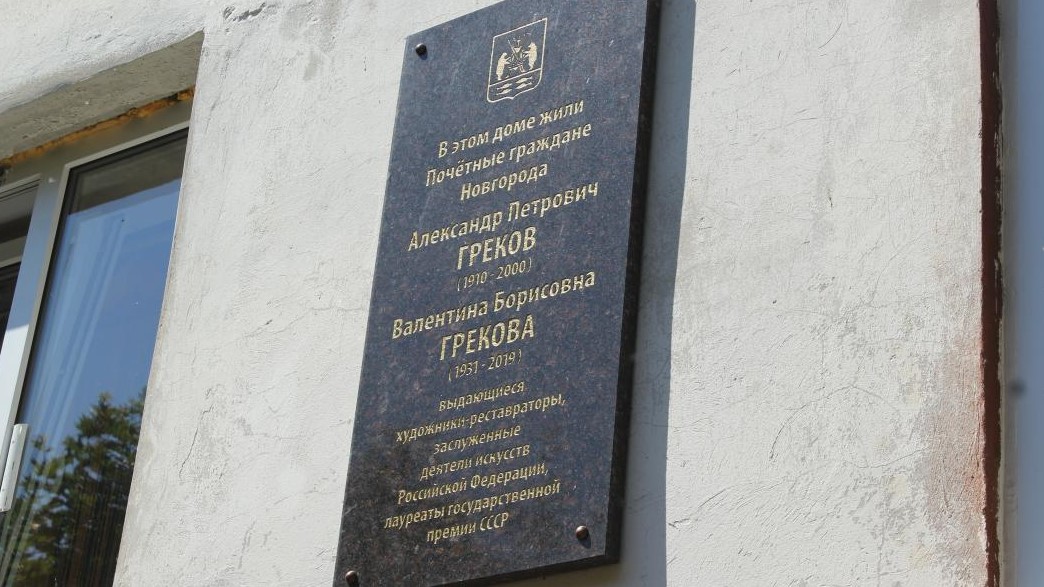 В этом доме жили
Почётные граждане
Новгорода
Александр Петрович
ГРЕКОВ
(1910 - 2000)
Валентина Борисовна
ГРЕКОВА
(1931 - 2019)
выдающиеся
художники-реставраторы,
заслуженные
деятели искусств
Российской Федерации,
лауреаты государственной
премии СССР